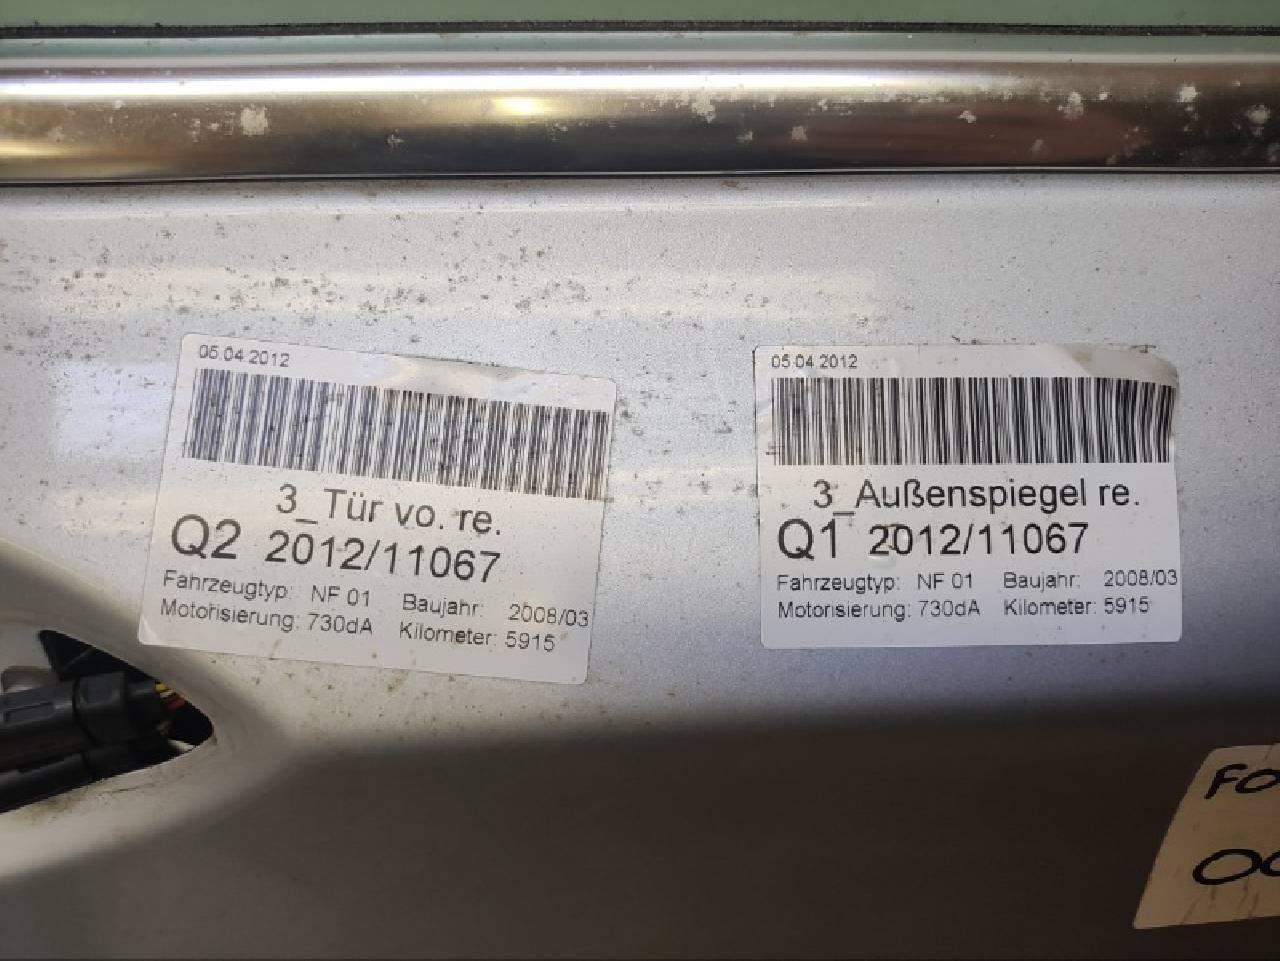 05.04.2012
3_Tür vo. re.
Q2 2012/11067
Fahrzeugtyp: NF 01 Baujahr: 2008/03
Motorisierung: 730dA Kilometer: 5915
05.04.2012
3_Außenspiegel re.
Q1 2012/11067
Fahrzeugtyp: NF 01 Baujahr: 2008/03
Motorisierung: 730dA Kilometer: 5915